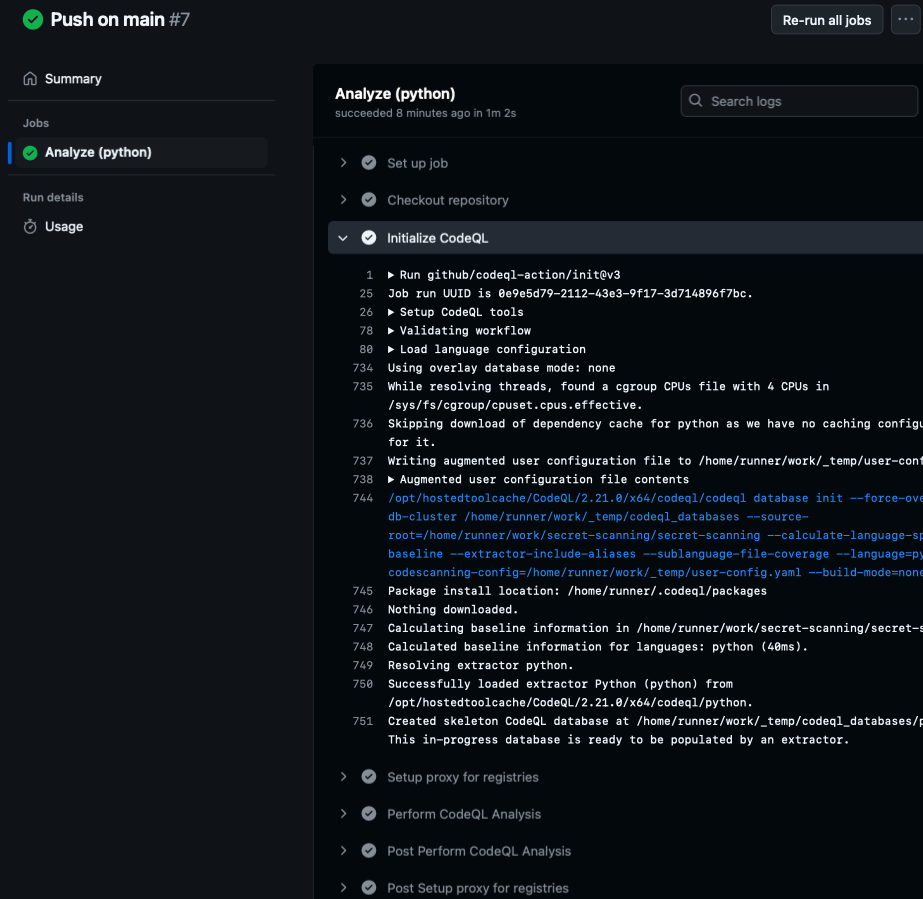 Push on main #7
Re-run all jobs
Summary
Jobs
Analyze (python)
Run details
Usage
Analyze (python)
succeeded 8 minutes ago in 1m 2s
Search logs
Set up job
Checkout repository
Initialize CodeQL
1 ▶ Run github/codeql-action/init@v3
25 Job run UUID is 0e9e5d79-2112-43e3-9f17-3d714896f7bc.
26 ▶ Setup CodeQL tools
78 ▶ Validating workflow
80 ▶ Load language configuration
734 Using overlay database mode: none
735 While resolving threads, found a cgroup CPUs file with 4 CPUs in
/sys/fs/cgroup/cpuset.cpus.effective.
736 Skipping download of dependency cache for python as we have no caching configu
for it.
737 Writing augmented user configuration file to /home/runner/work/_temp/user-conf
738 ▶ Augmented user configuration file contents
744 /opt/hostedtoolcache/CodeQL/2.21.0/x64/codeql/codeql database init --force-ove
db-cluster /home/runner/work/_temp/codeql_databases --source-
root=/home/runner/work/secret-scanning/secret-scanning --calculate-language-sp
baseline --extractor-include-aliases --sublanguage-file-coverage --language=py
codescanning-config=/home/runner/work/_temp/user-config.yaml --build-mode=none
745 Package install location: /home/runner/.codeql/packages
746 Nothing downloaded.
747 Calculating baseline information in /home/runner/work/secret-scanning/secret-s
748 Calculated baseline information for languages: python (40ms).
749 Resolving extractor python.
750 Successfully loaded extractor Python (python) from
/opt/hostedtoolcache/CodeQL/2.21.0/x64/codeql/python.
751 Created skeleton CodeQL database at /home/runner/work/_temp/codeql_databases/p
This in-progress database is ready to be populated by an extractor.
Setup proxy for registries
Perform CodeQL Analysis
Post Perform CodeQL Analysis
Post Setup proxy for registries